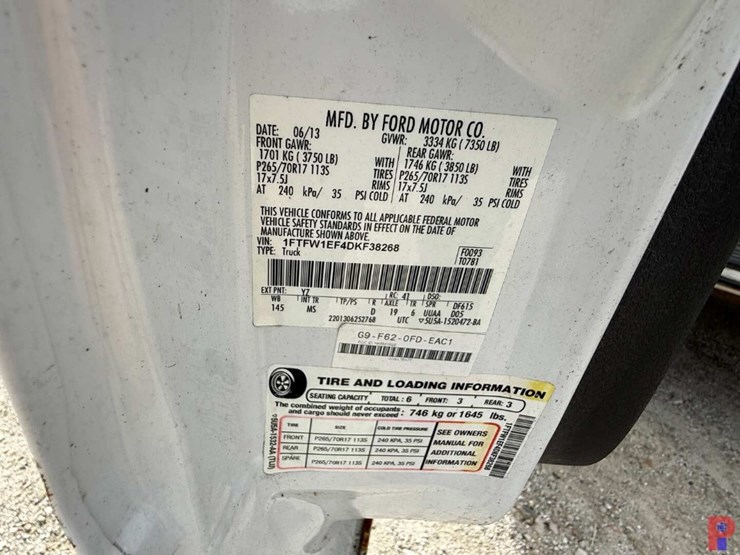 MFD. BY FORD MOTOR CO.
DATE: 06/13 GVWR: 3334 KG (7350 LB)
FRONT GAWR: REAR GAWR:
1701 KG (3750 LB) WITH 1746 KG (3850 LB) WITH
P265/70R17 113S TIRES P265/70R17 113S TIRES
17x7.5J RIMS 17x7.5J RIMS
AT 240 kPa/ 35 PSI COLD AT 240 kPa/ 35 PSI COLD
THIS VEHICLE CONFORMS TO ALL APPLICABLE FEDERAL MOTOR
VEHICLE SAFETY STANDARDS IN EFFECT ON THE DATE OF
MANUFACTURE SHOWN ABOVE.
VIN: 1FTFW1EF4DKF38268 F0093
TYPE: Truck T0781
EXT PNT: YZ RC: 41 DSO:
WB INT TR TP/PS R AXLE TR SPR DF615
145 MS D 19 6 UUAA D05
2201306252768 UTC 5U5A-1520472-BA
G9-F62-0FD-EAC1
TIRE AND LOADING INFORMATION
SEATING CAPACITY TOTAL: 6 FRONT: 3 REAR: 3
The combined weight of occupants
and cargo should never exceed: 746 kg or 1645 lbs.
TIRE SIZE COLD TIRE PRESSURE SEE OWNERS
FRONT P265/70R17 113S 240 KPA, 35 PSI MANUAL FOR
REAR P265/70R17 113S 240 KPA, 35 PSI ADDITIONAL
SPARE P265/70R17 113S 240 KPA, 35 PSI INFORMATION
1FTFW1EF4DKF38268